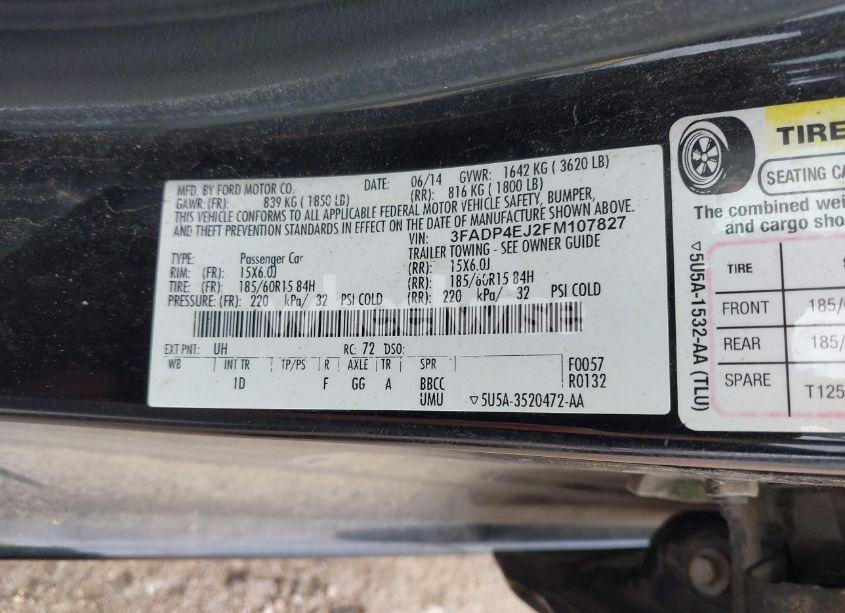 MFD. BY FORD MOTOR CO. DATE: 06/14 GVWR: 1642 KG ( 3620 LB)
GAWR: (FR): 839 KG ( 1850 LB) (RR): 816 KG ( 1800 LB)
THIS VEHICLE CONFORMS TO ALL APPLICABLE FEDERAL MOTOR VEHICLE SAFETY, BUMPER,
AND THEFT PREVENTION STANDARDS IN EFFECT ON THE DATE OF MANUFACTURE SHOWN ABOVE.
VIN: 3FADP4EJ2FM107827
TYPE: Passenger Car TRAILER TOWING - SEE OWNER GUIDE
RIM: (FR): 15X6.0J (RR): 15X6.0J
TIRE: (FR): 185/60R15 84H (RR): 185/60R15 84H
PRESSURE: (FR): 220 kPa/ 32 PSI COLD (RR): 220 kPa/ 32 PSI COLD
EXT PNT: UH RC: 72 DSO:
WB INT TR TP/PS R AXLE TR SPR F0057
1D F GG A BBCC R0132
UMU ▽5U5A-3520472-AA
TIRE
SEATING CA
The combined wei
and cargo sho
TIRE
FRONT 185/
REAR 185/
SPARE T125
▽5U5A-1532-AA (TLU)